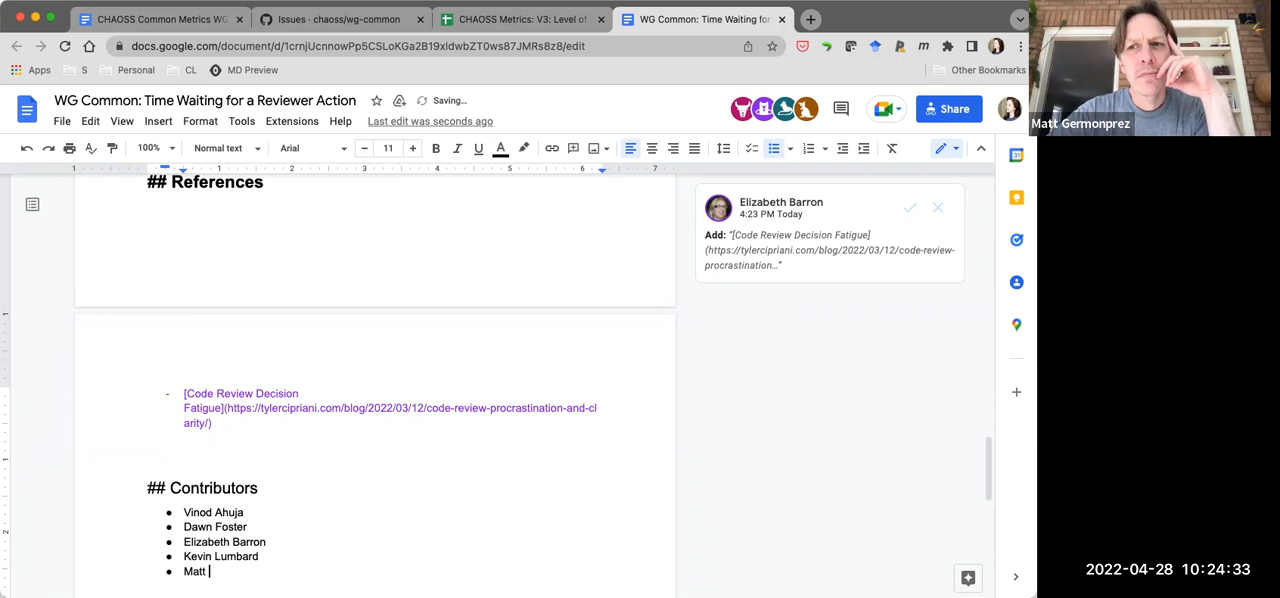 CHAOSS Common Metrics WG
Issues · chaoss/wg-common
CHAOSS Metrics: V3: Level of
WG Common: Time Waiting for
docs.google.com/document/d/1crnjUcnnowPp5CSLoKGa2B19xIdwbZT0ws87JMRs8z8/edit
Apps
S
Personal
CL
MD Preview
Other Bookmarks
WG Common: Time Waiting for a Reviewer Action
Saving...
File Edit View Insert Format Tools Extensions Help
Last edit was seconds ago
Share
100%
Normal text
Arial
11
Matt Germonprez
## References
Elizabeth Barron
4:23 PM Today
Add: "[Code Review Decision Fatigue]
(https://tylercipriani.com/blog/2022/03/12/code-review-
procrastination…"
- [Code Review Decision
Fatigue](https://tylercipriani.com/blog/2022/03/12/code-review-procrastination-and-cl
arity/)
## Contributors
● Vinod Ahuja
● Dawn Foster
● Elizabeth Barron
● Kevin Lumbard
● Matt
2022-04-28 10:24:33